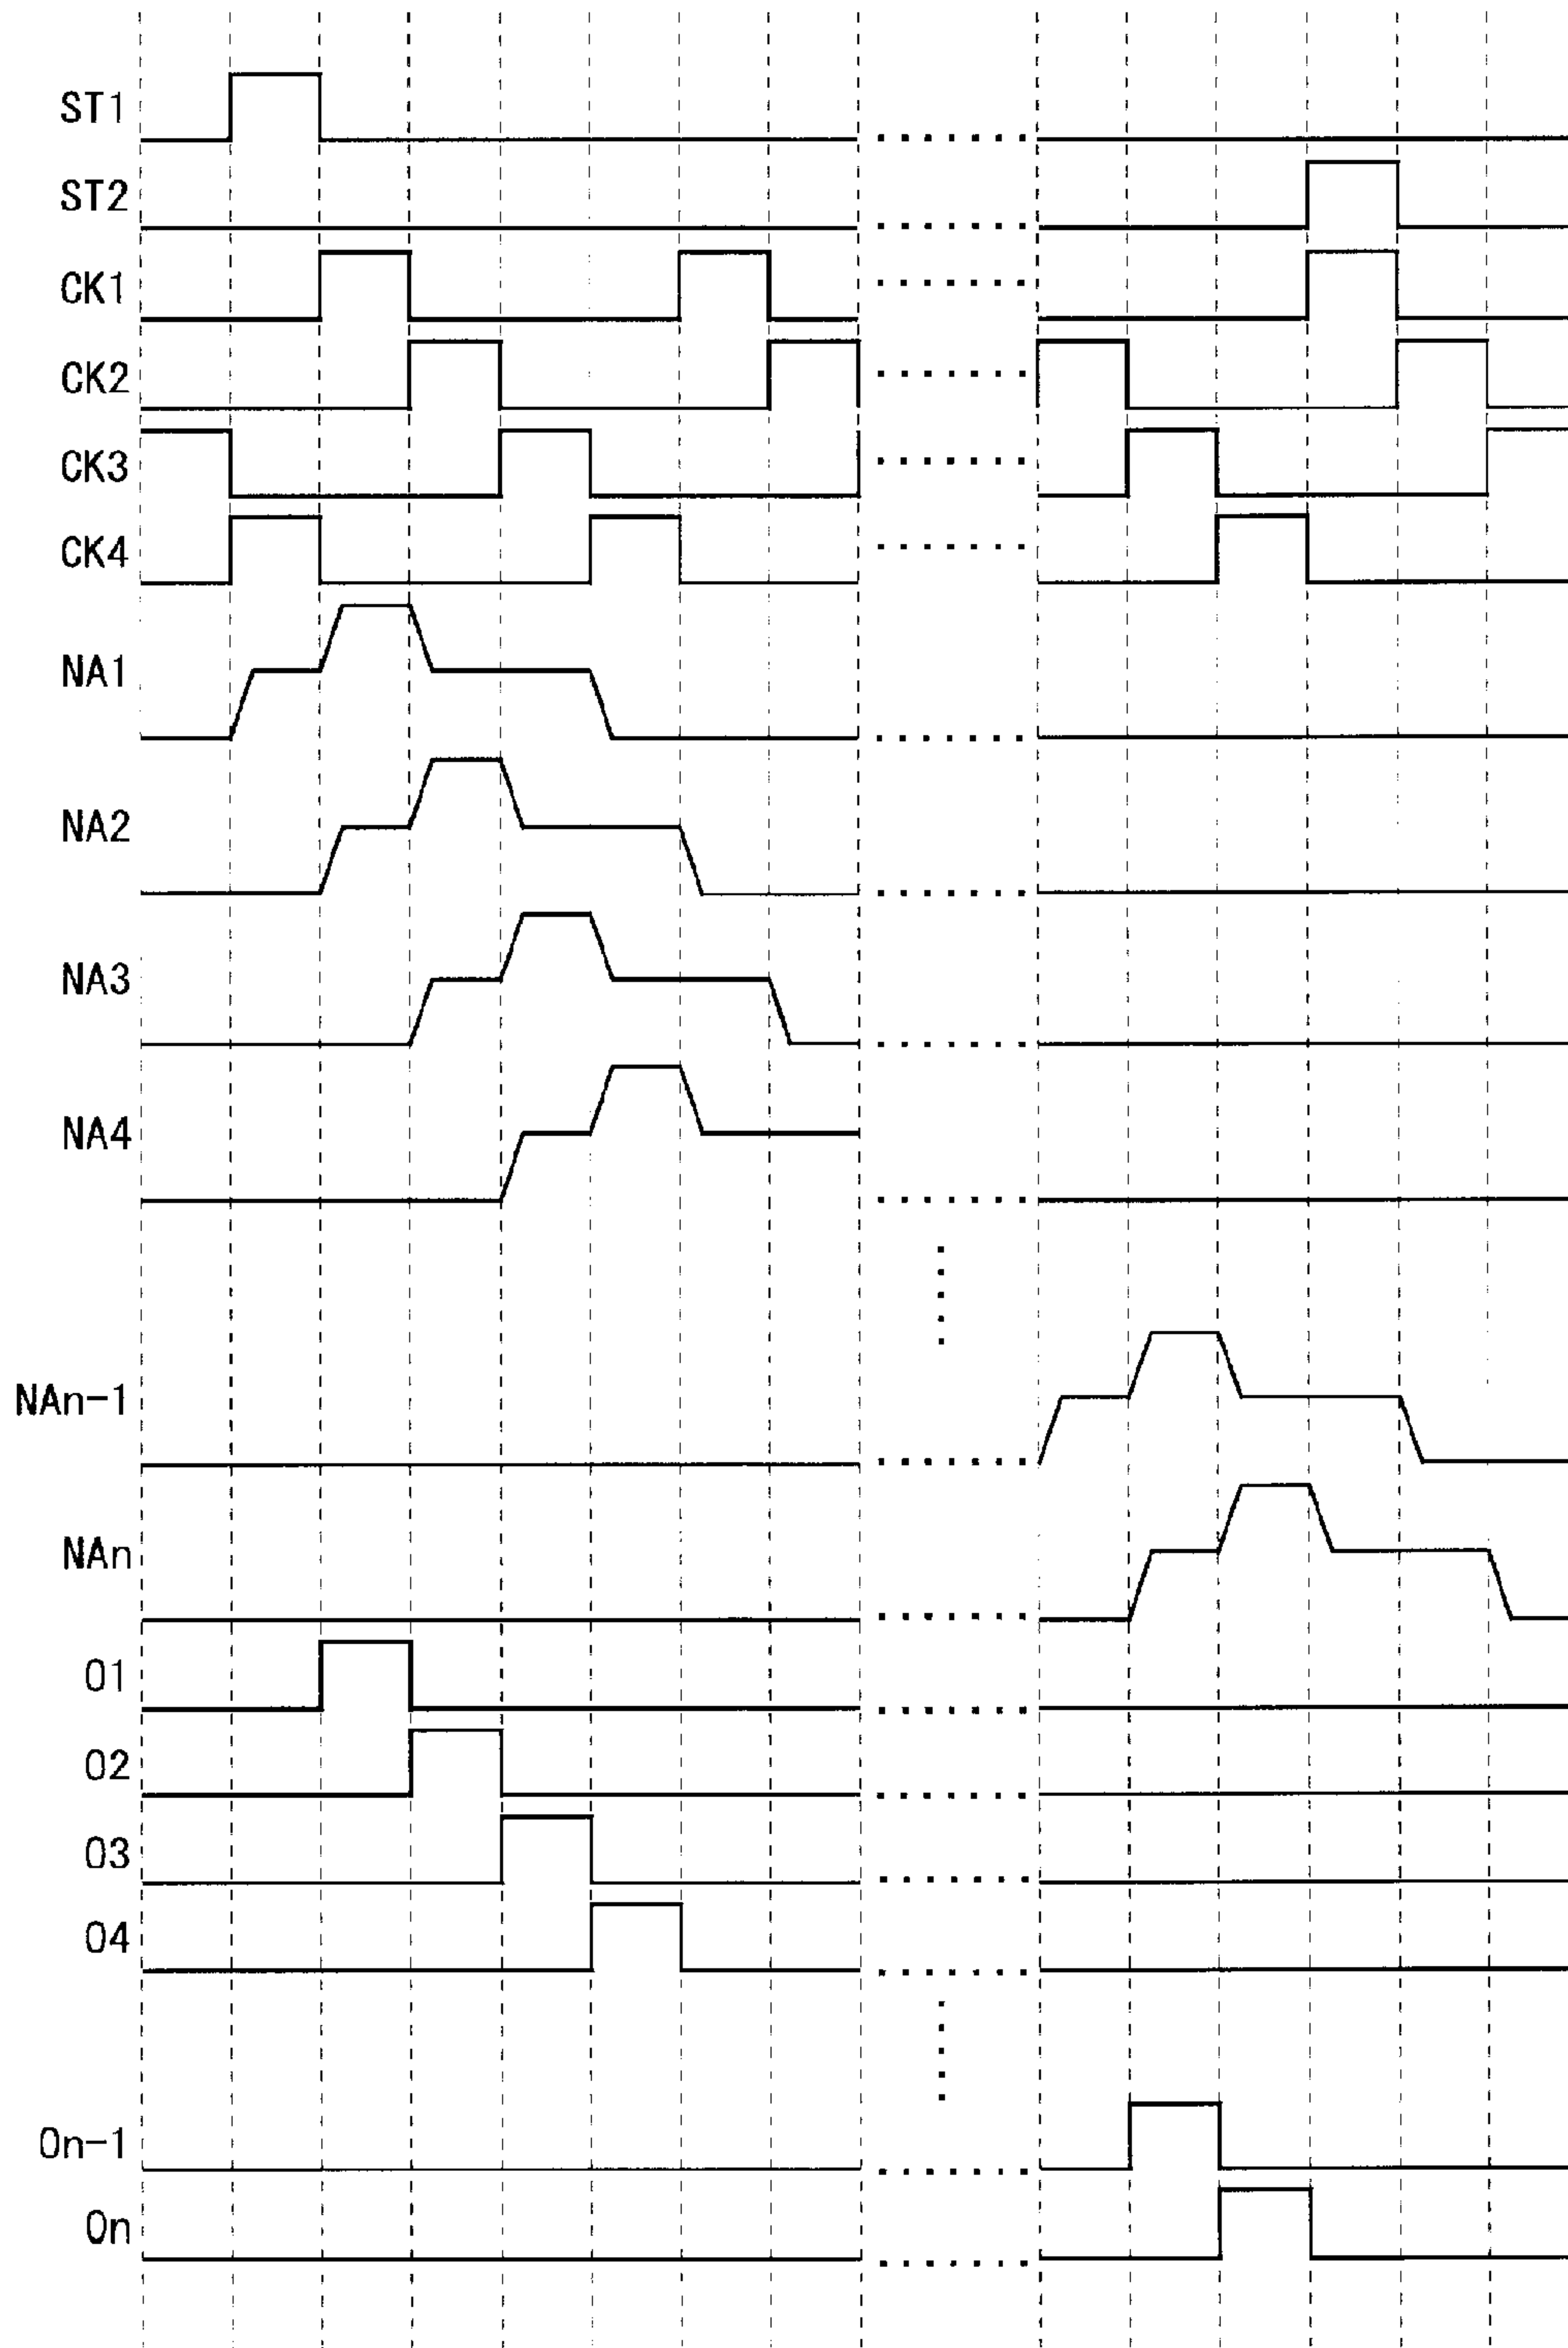 ST1
ST2
CK1
CK2
CK3
CK4
NA1
NA2
NA3
NA4
NAn-1
NAn
O1
O2
O3
O4
On-1
On